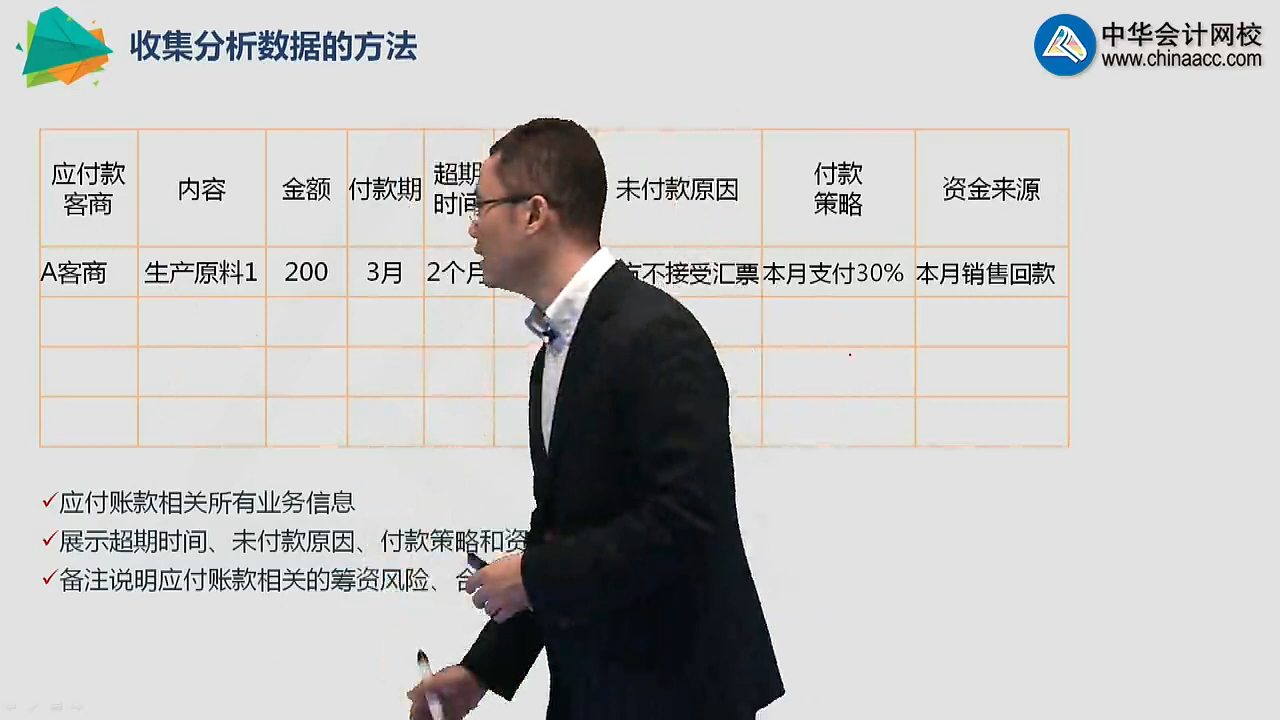 收集分析数据的方法
中华会计网校
www.chinaacc.com
应付款
客商
内容
金额
付款期
超期
时间
未付款原因
付款
策略
资金来源
A客商
生产原料1
200
3月
2个月
不接受汇票
本月支付30%
本月销售回款
✓应付账款相关所有业务信息
✓展示超期时间、未付款原因、付款策略和资
✓备注说明应付账款相关的筹资风险、合